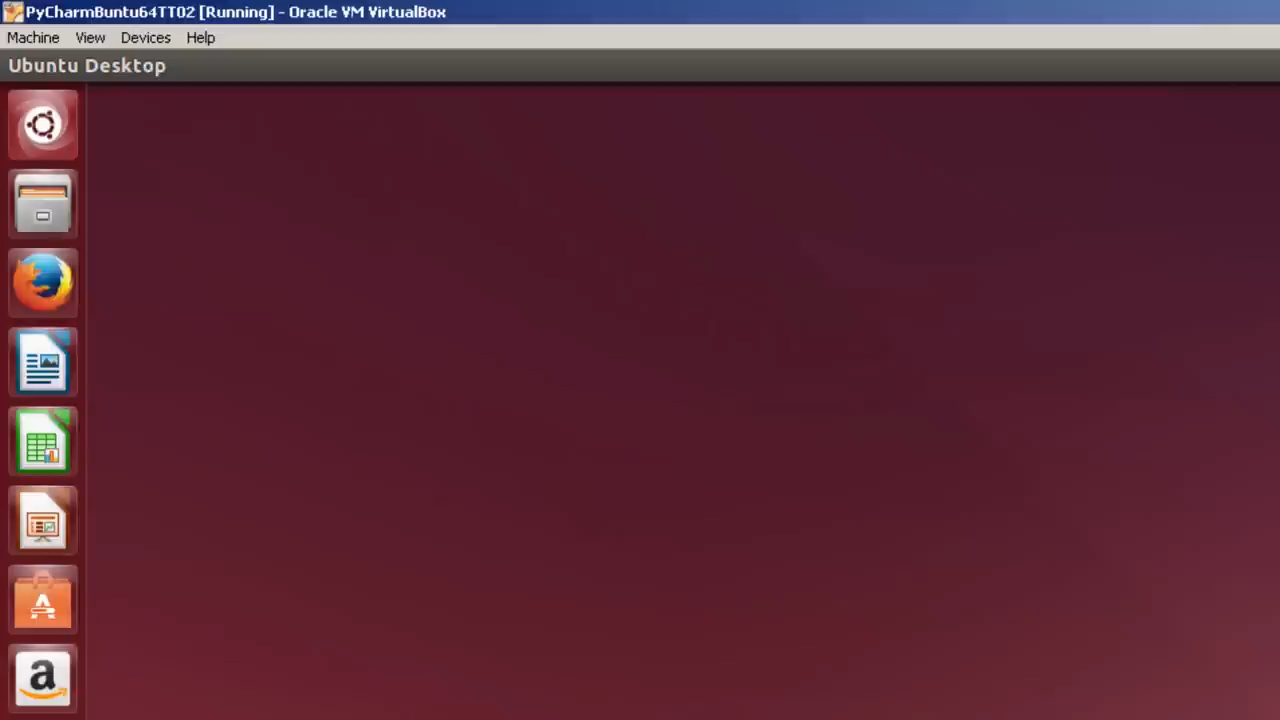 PyCharmBuntu64TT02 [Running] - Oracle VM VirtualBox
Machine View Devices Help
Ubuntu Desktop